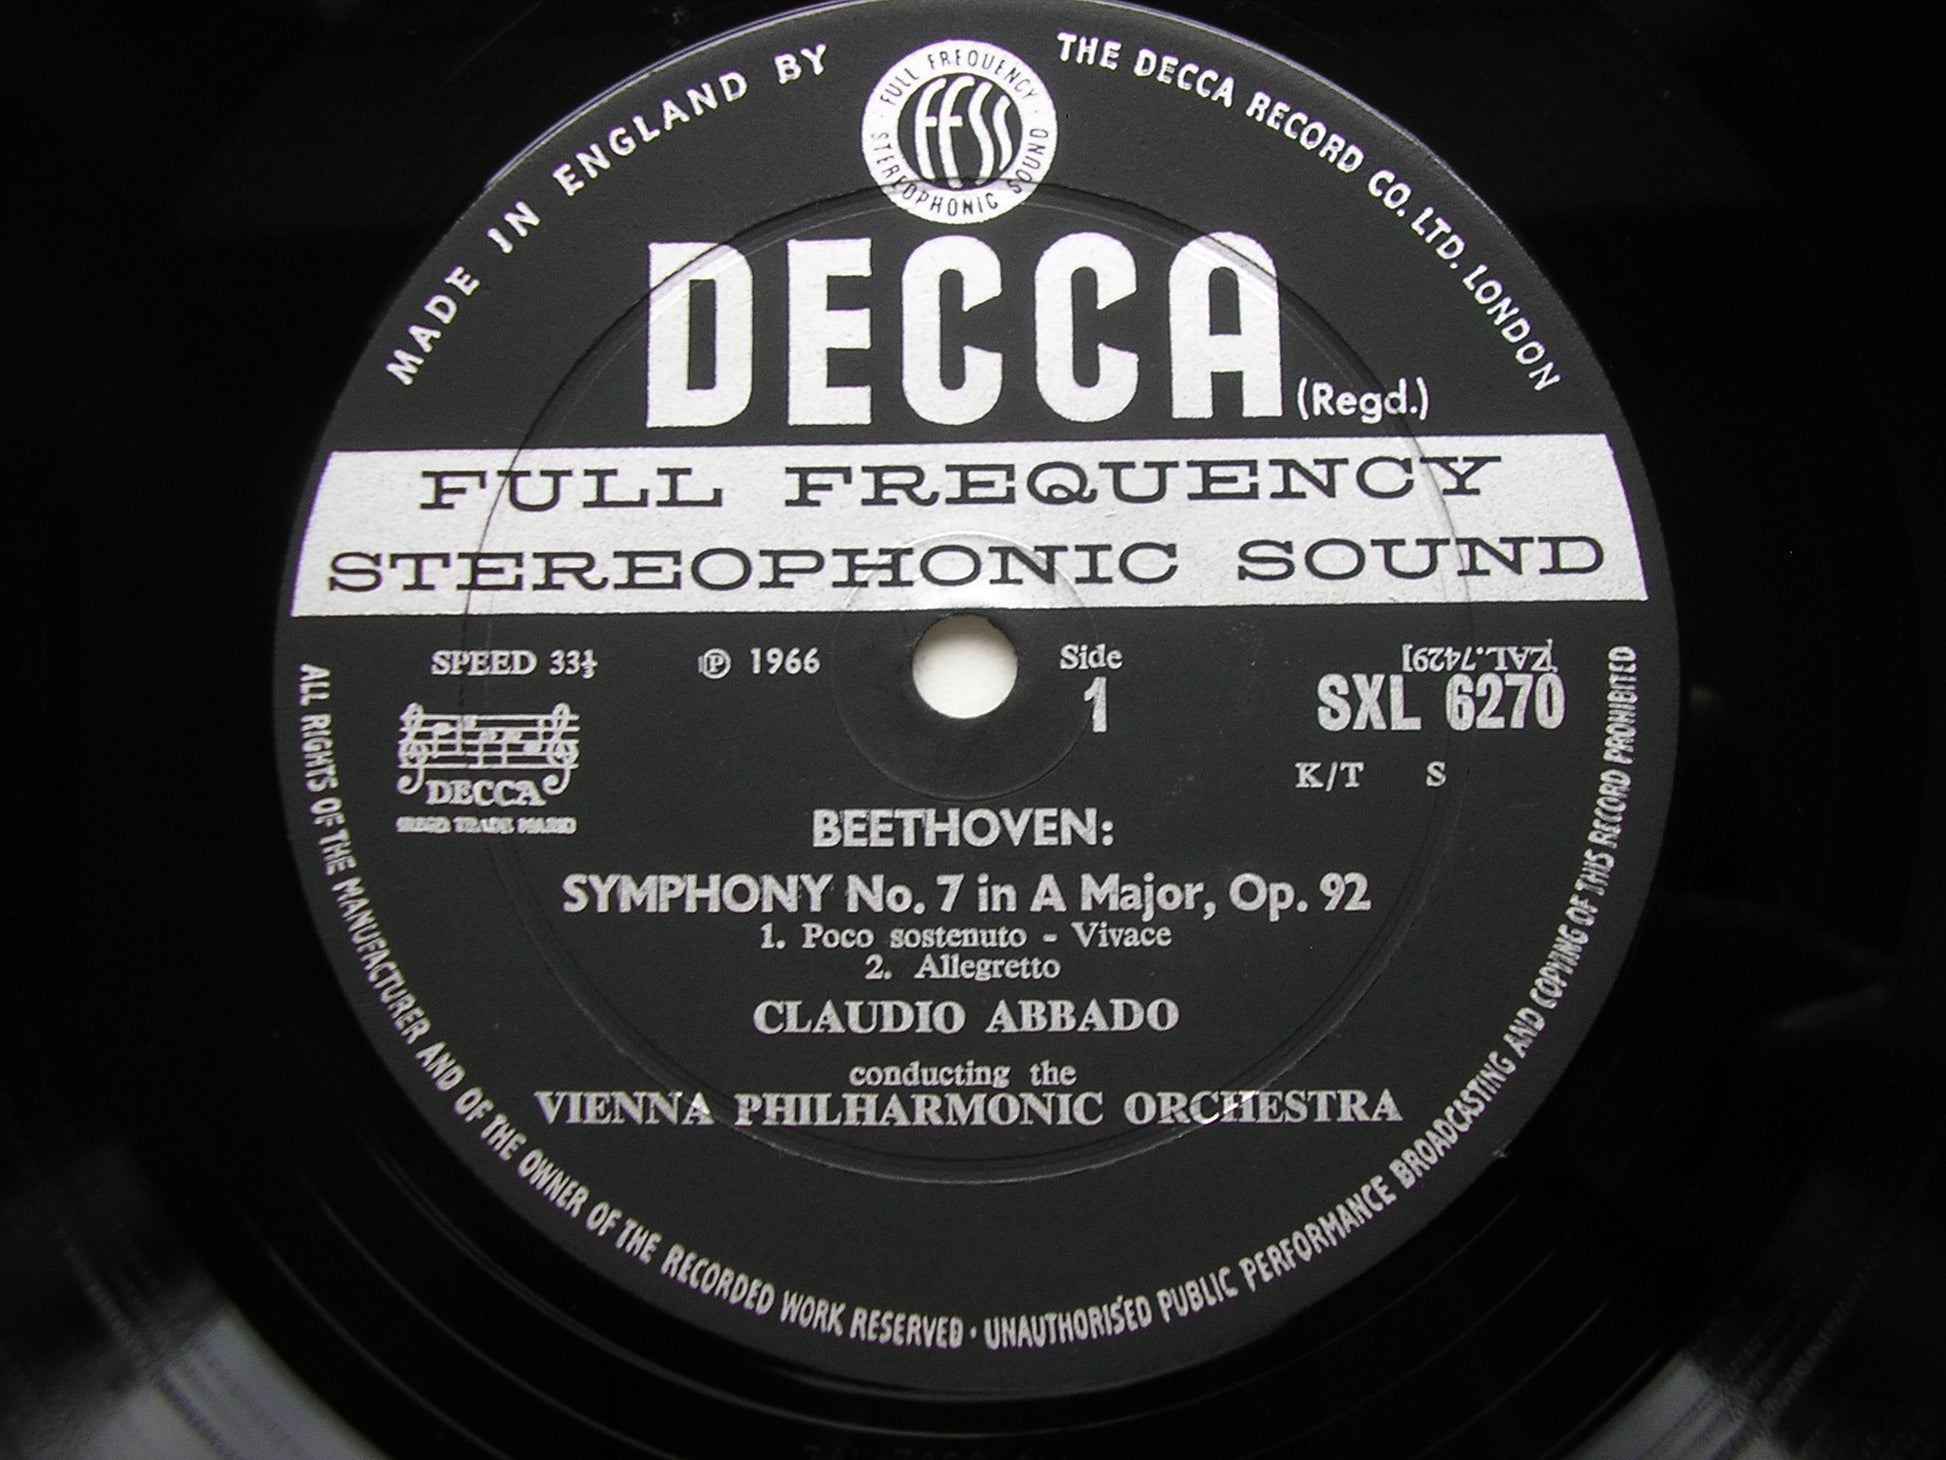 MADE IN ENGLAND BY
THE DECCA RECORD CO. LTD. LONDON
FULL FREQUENCY
FFSS
STEREOPHONIC SOUND
DECCA (Regd.)
FULL FREQUENCY
STEREOPHONIC SOUND
SPEED 33⅓
Ⓟ 1966
Side
1
[ZAL.7429]
SXL 6270
K/T S
DECCA
BEETHOVEN:
SYMPHONY No. 7 in A Major, Op. 92
1. Poco sostenuto - Vivace
2. Allegretto
CLAUDIO ABBADO
conducting the
VIENNA PHILHARMONIC ORCHESTRA
ALL RIGHTS OF THE MANUFACTURER AND OF THE OWNER OF THE RECORDED WORK RESERVED • UNAUTHORISED PUBLIC PERFORMANCE BROADCASTING AND COPYING OF THIS RECORD PROHIBITED